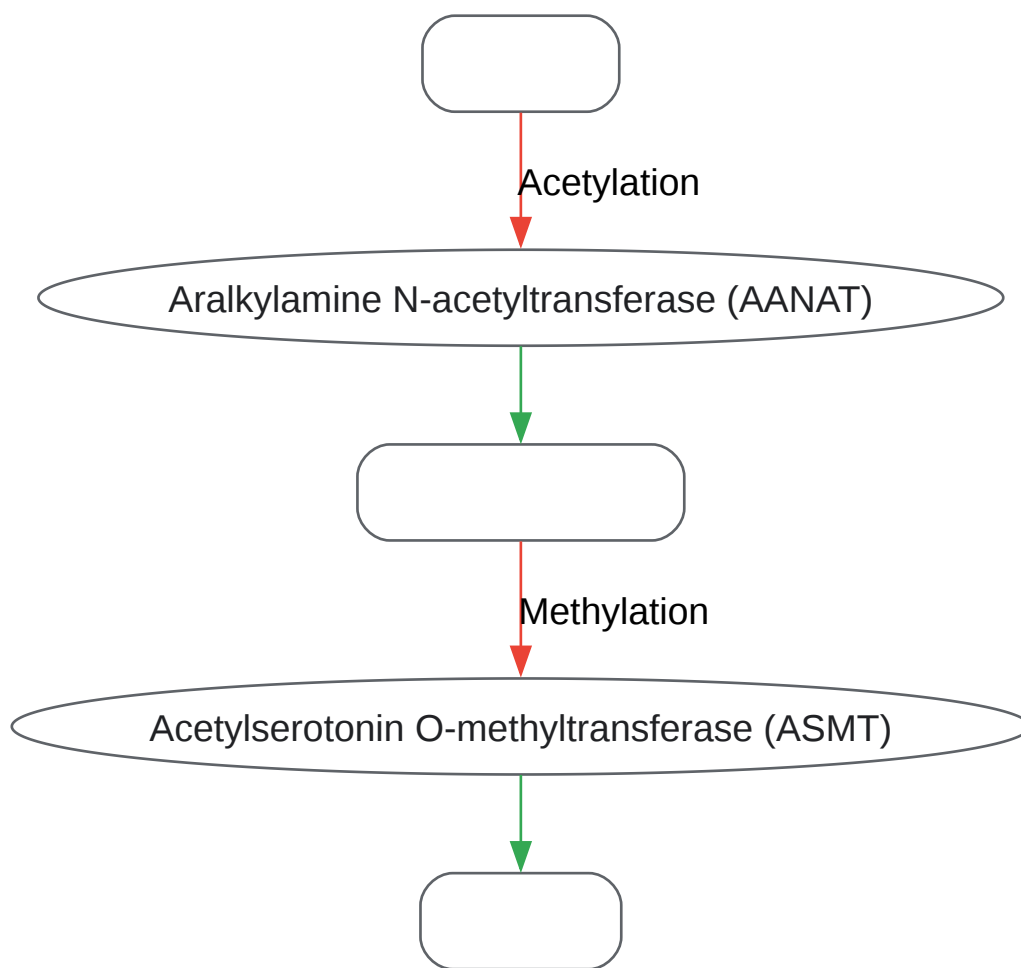 Acetylation
Aralkylamine N-acetyltransferase (AANAT)
Methylation
Acetylserotonin O-methyltransferase (ASMT)